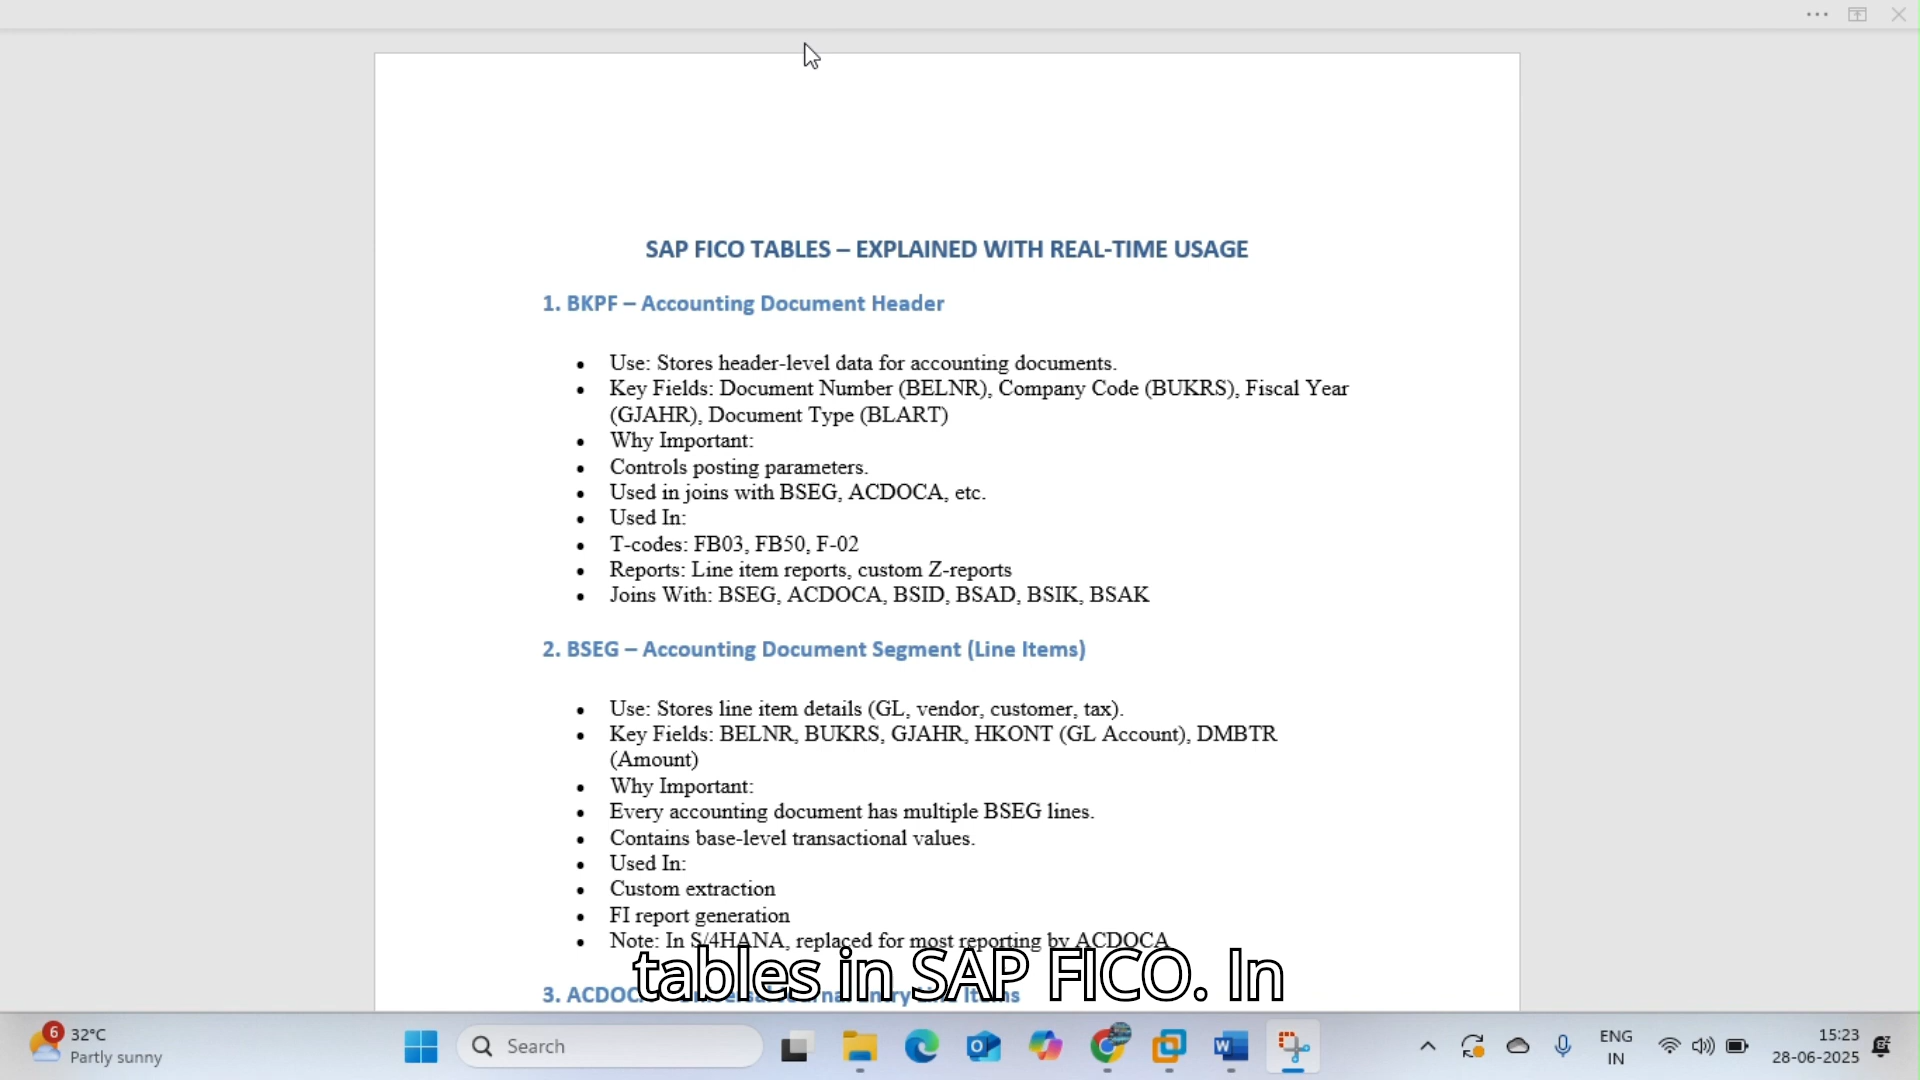 SAP FICO TABLES – EXPLAINED WITH REAL-TIME USAGE
1. BKPF – Accounting Document Header
• Use: Stores header-level data for accounting documents.
• Key Fields: Document Number (BELNR), Company Code (BUKRS), Fiscal Year
(GJAHR), Document Type (BLART)
• Why Important:
• Controls posting parameters.
• Used in joins with BSEG, ACDOCA, etc.
• Used In:
• T-codes: FB03, FB50, F-02
• Reports: Line item reports, custom Z-reports
• Joins With: BSEG, ACDOCA, BSID, BSAD, BSIK, BSAK
2. BSEG – Accounting Document Segment (Line Items)
• Use: Stores line item details (GL, vendor, customer, tax).
• Key Fields: BELNR, BUKRS, GJAHR, HKONT (GL Account), DMBTR
(Amount)
• Why Important:
• Every accounting document has multiple BSEG lines.
• Contains base-level transactional values.
• Used In:
• Custom extraction
• FI report generation
• Note: In S/4HANA, replaced for most reporting by ACDOCA
tables in SAP FICO. In
3. ACDOCA – Universal Journal Entry Line Items
6
32°C
Partly sunny
Search
ENG
IN
15:23
28-06-2025